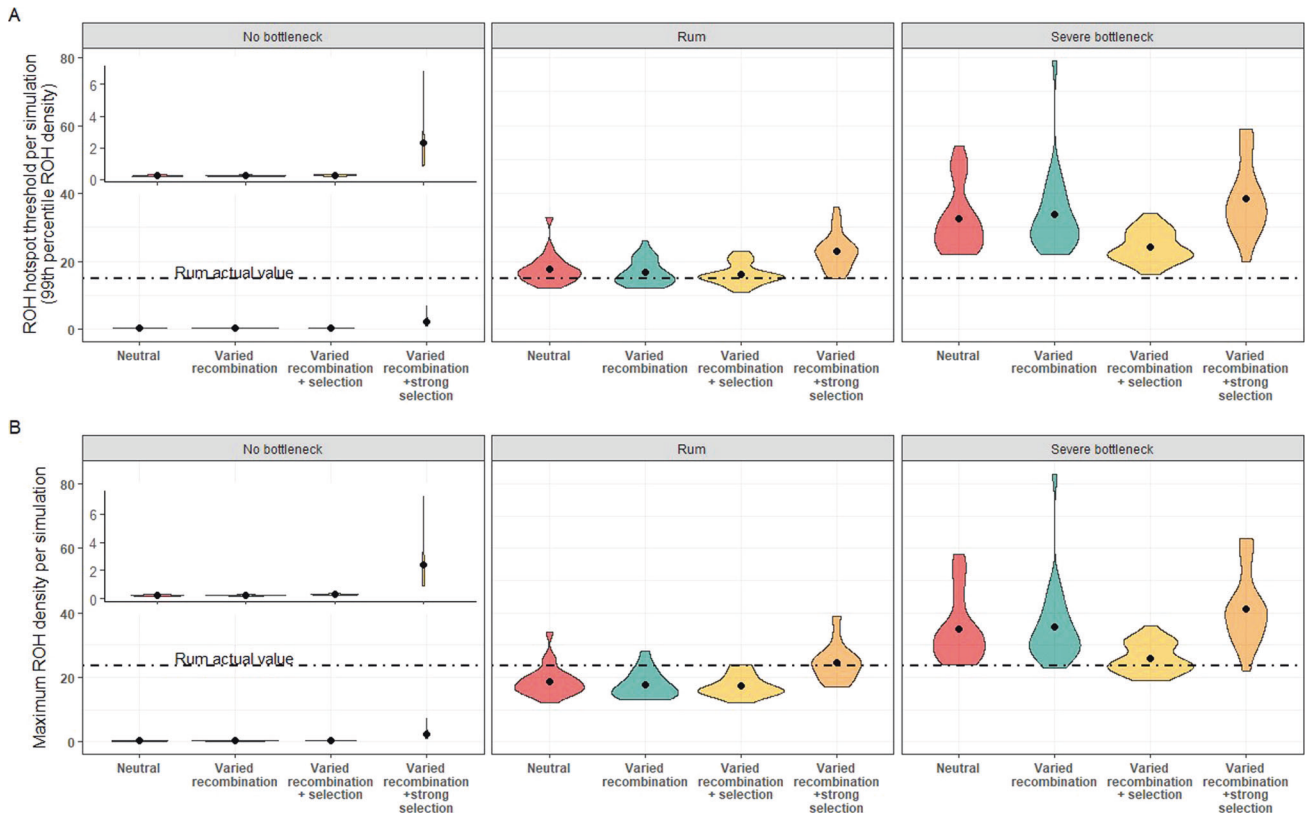 A
No bottleneck
Rum
Severe bottleneck
ROH hotspot threshold per simulation
(99th percentile ROH density)
80
60
40
20
0
6
4
2
0
Rum actual value
Neutral
Varied
recombination
Varied
recombination
+ selection
Varied
recombination
+strong
selection
Neutral
Varied
recombination
Varied
recombination
+ selection
Varied
recombination
+strong
selection
Neutral
Varied
recombination
Varied
recombination
+ selection
Varied
recombination
+strong
selection
B
No bottleneck
Rum
Severe bottleneck
Maximum ROH density per simulation
80
60
40
20
0
6
4
2
0
Rum actual value
Neutral
Varied
recombination
Varied
recombination
+ selection
Varied
recombination
+strong
selection
Neutral
Varied
recombination
Varied
recombination
+ selection
Varied
recombination
+strong
selection
Neutral
Varied
recombination
Varied
recombination
+ selection
Varied
recombination
+strong
selection